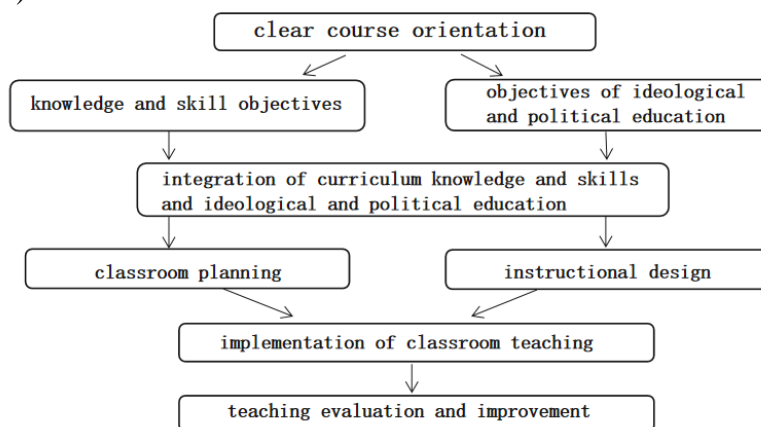 clear course orientation
knowledge and skill objectives
objectives of ideological
and political education
integration of curriculum knowledge and skills
and ideological and political education
classroom planning
instructional design
implementation of classroom teaching
teaching evaluation and improvement